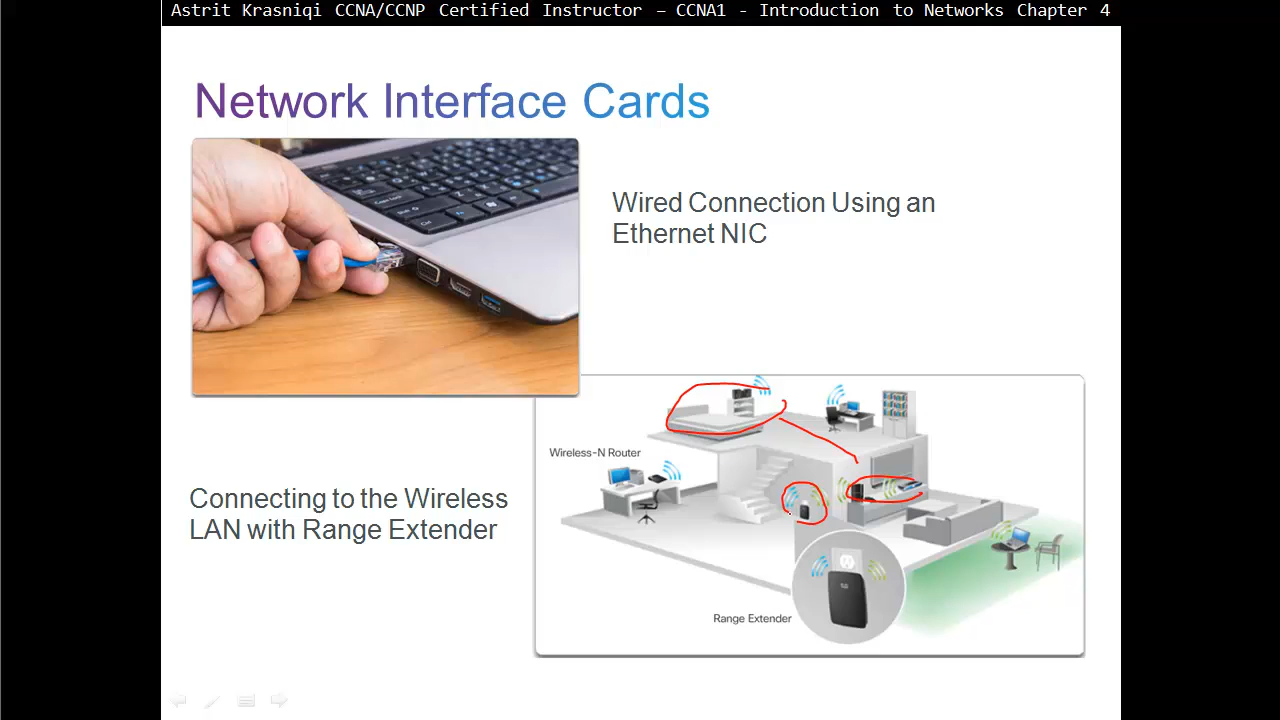 Astrit Krasniqi CCNA/CCNP Certified Instructor – CCNA1 - Introduction to Networks Chapter 4
Network Interface Cards
Wired Connection Using an
Ethernet NIC
Connecting to the Wireless
LAN with Range Extender
Wireless-N Router
Range Extender